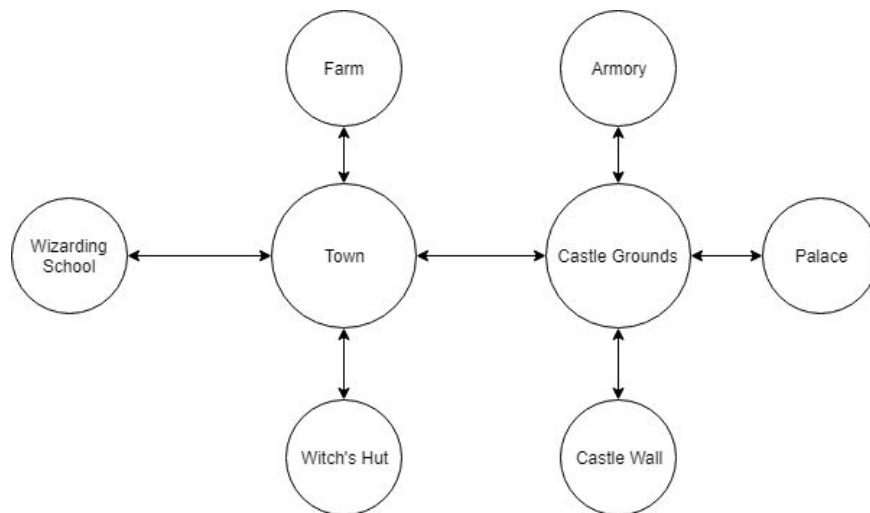 Farm
Armory
Wizarding
School
Town
Castle Grounds
Palace
Witch's Hut
Castle Wall